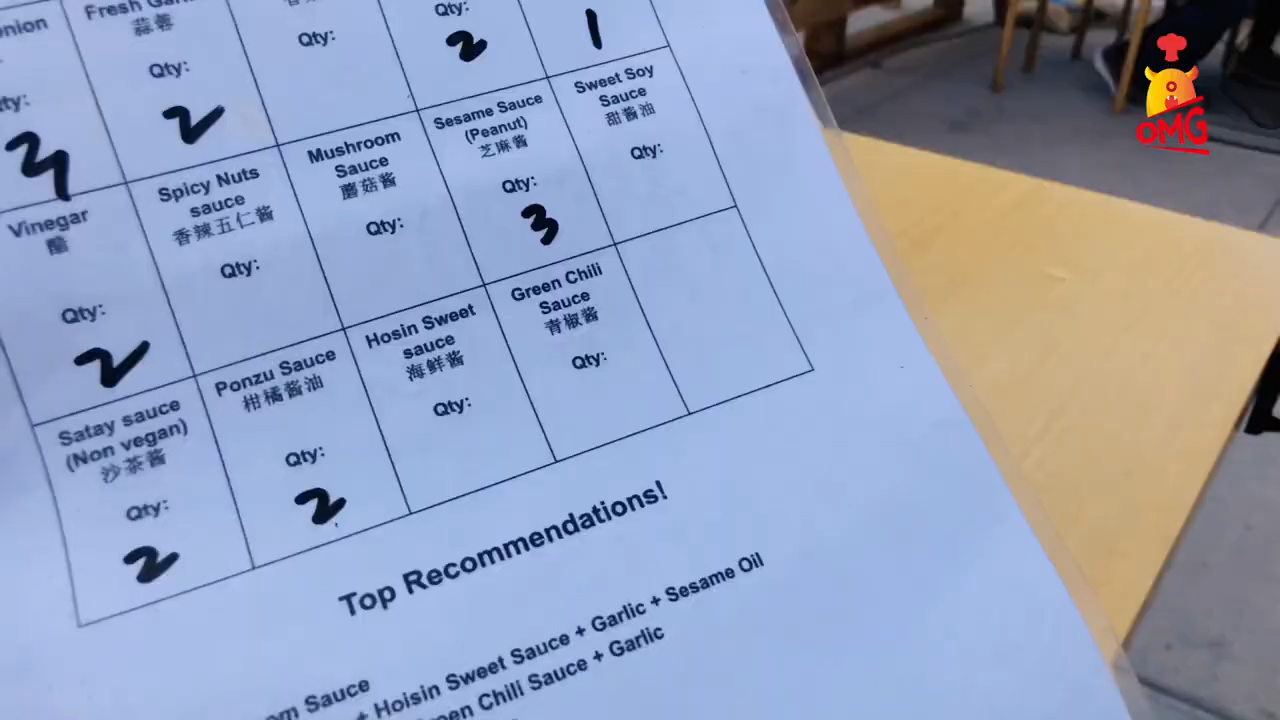 Fresh
蒜蓉
Qty:
2
Qty:
Qty:
2
1
Vinegar
醋
Qty:
2
Spicy Nuts
sauce
香辣五仁酱
Qty:
Mushroom
Sauce
蘑菇酱
Qty:
Sesame Sauce
(Peanut)
芝麻酱
Qty:
3
Sweet Soy
Sauce
甜酱油
Qty:
Satay sauce
(Non vegan)
沙茶酱
Qty:
2
Ponzu Sauce
柑橘酱油
Qty:
2
Hosin Sweet
sauce
海鲜酱
Qty:
Green Chili
Sauce
青椒酱
Qty:
Top Recommendations!
Sauce
+ Hoisin Sweet Sauce + Garlic + Sesame Oil
Chili Sauce + Garlic
OMG